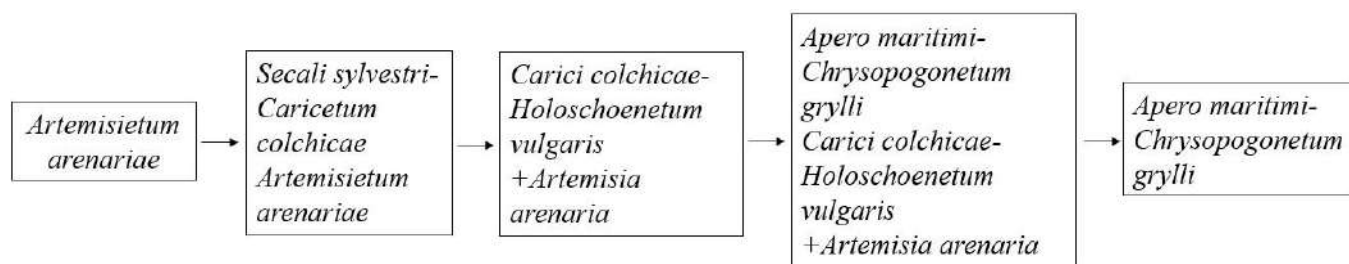 Artemisietum
arenariae
Secali sylvestri-
Caricetum
colchicae
Artemisietum
arenariae
Carici colchicae-
Holoschoenetum
vulgaris
+Artemisia
arenaria
Apero maritimi-
Chrysopogonetum
grylli
Carici colchicae-
Holoschoenetum
vulgaris
+Artemisia arenaria
Apero maritimi-
Chrysopogonetum
grylli